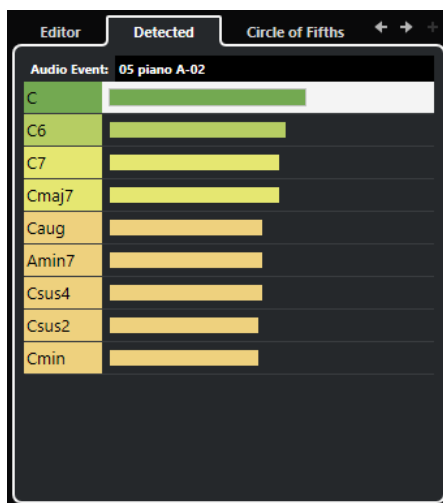 Editor Detected Circle of Fifths
Audio Event: 05 piano A-02
C
C6
C7
Cmaj7
Caug
Amin7
Csus4
Csus2
Cmin